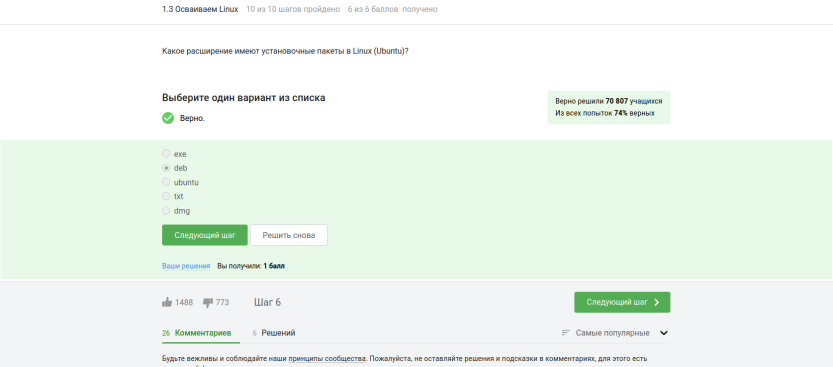 1.3 Осваиваем Linux 10 из 10 шагов пройдено 6 из 6 баллов получено
Какое расширение имеют установочные пакеты в Linux (Ubuntu)?
Выберите один вариант из списка
Верно.
Верно решили 70 807 учащихся
Из всех попыток 74% верных
exe
deb
ubuntu
txt
dmg
Следующий шаг Решить снова
Ваши решения Вы получили: 1 балл
1488 773 Шаг 6 Следующий шаг
26 Комментариев 6 Решений Самые популярные
Будьте вежливы и соблюдайте наши принципы сообщества. Пожалуйста, не оставляйте решения и подсказки в комментариях, для этого есть